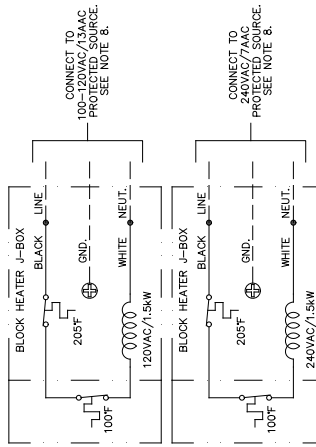 CONNECT TO
100-120VAC/13AAC
PROTECTED SOURCE.
SEE NOTE 8.
BLOCK HEATER J-BOX
BLACK
LINE
205°F
GND.
100°F
WHITE
NEUT.
120VAC/1.5kW
CONNECT TO
240VAC/7AAC
PROTECTED SOURCE.
SEE NOTE 8.
BLOCK HEATER J-BOX
BLACK
LINE
205°F
GND.
100°F
WHITE
NEUT.
240VAC/1.5kW